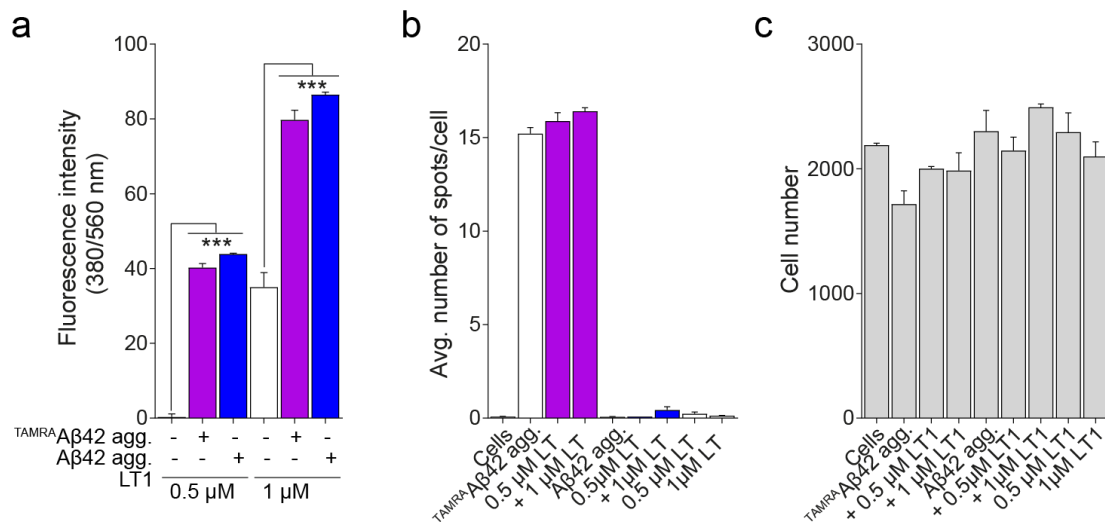 a
Fluorescence intensity
(380/560 nm)
100
80
60
40
20
0
***
***
TAMRAAβ42 agg. - + - - + -
Aβ42 agg. - - + - - +
LT1
0.5 µM 1 µM
b
Avg. number of spots/cell
20
15
10
5
0
Cells
TAMRAAβ42 agg.
0.5 µM LT
+ 1 µM LT
Aβ42 agg.
0.5µM LT
+ 1µM LT
0.5 µM LT
1µM LT
c
Cell number
3000
2000
1000
0
Cells
TAMRAAβ42 agg.
+ 0.5 µM LT1
+ 1 µM LT1
Aβ42 agg.
+ 0.5µM LT1
+ 1µM LT1
0.5 µM LT1
1µM LT1